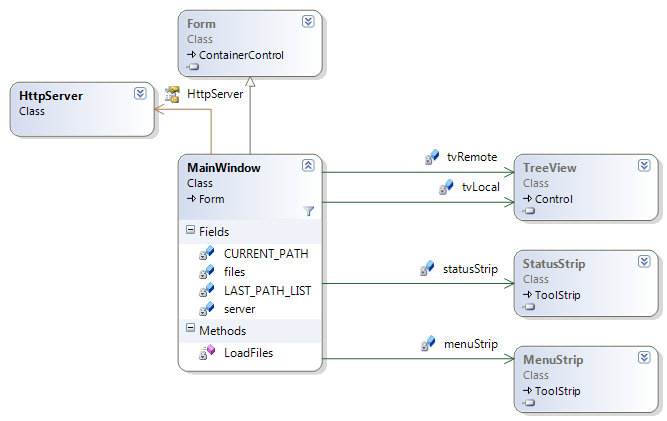 Form
Class
ContainerControl
HttpServer
Class
HttpServer
MainWindow
Class
Form
Fields
CURRENT_PATH
files
LAST_PATH_LIST
server
Methods
LoadFiles
tvRemote
tvLocal
TreeView
Class
Control
statusStrip
StatusStrip
Class
ToolStrip
menuStrip
MenuStrip
Class
ToolStrip